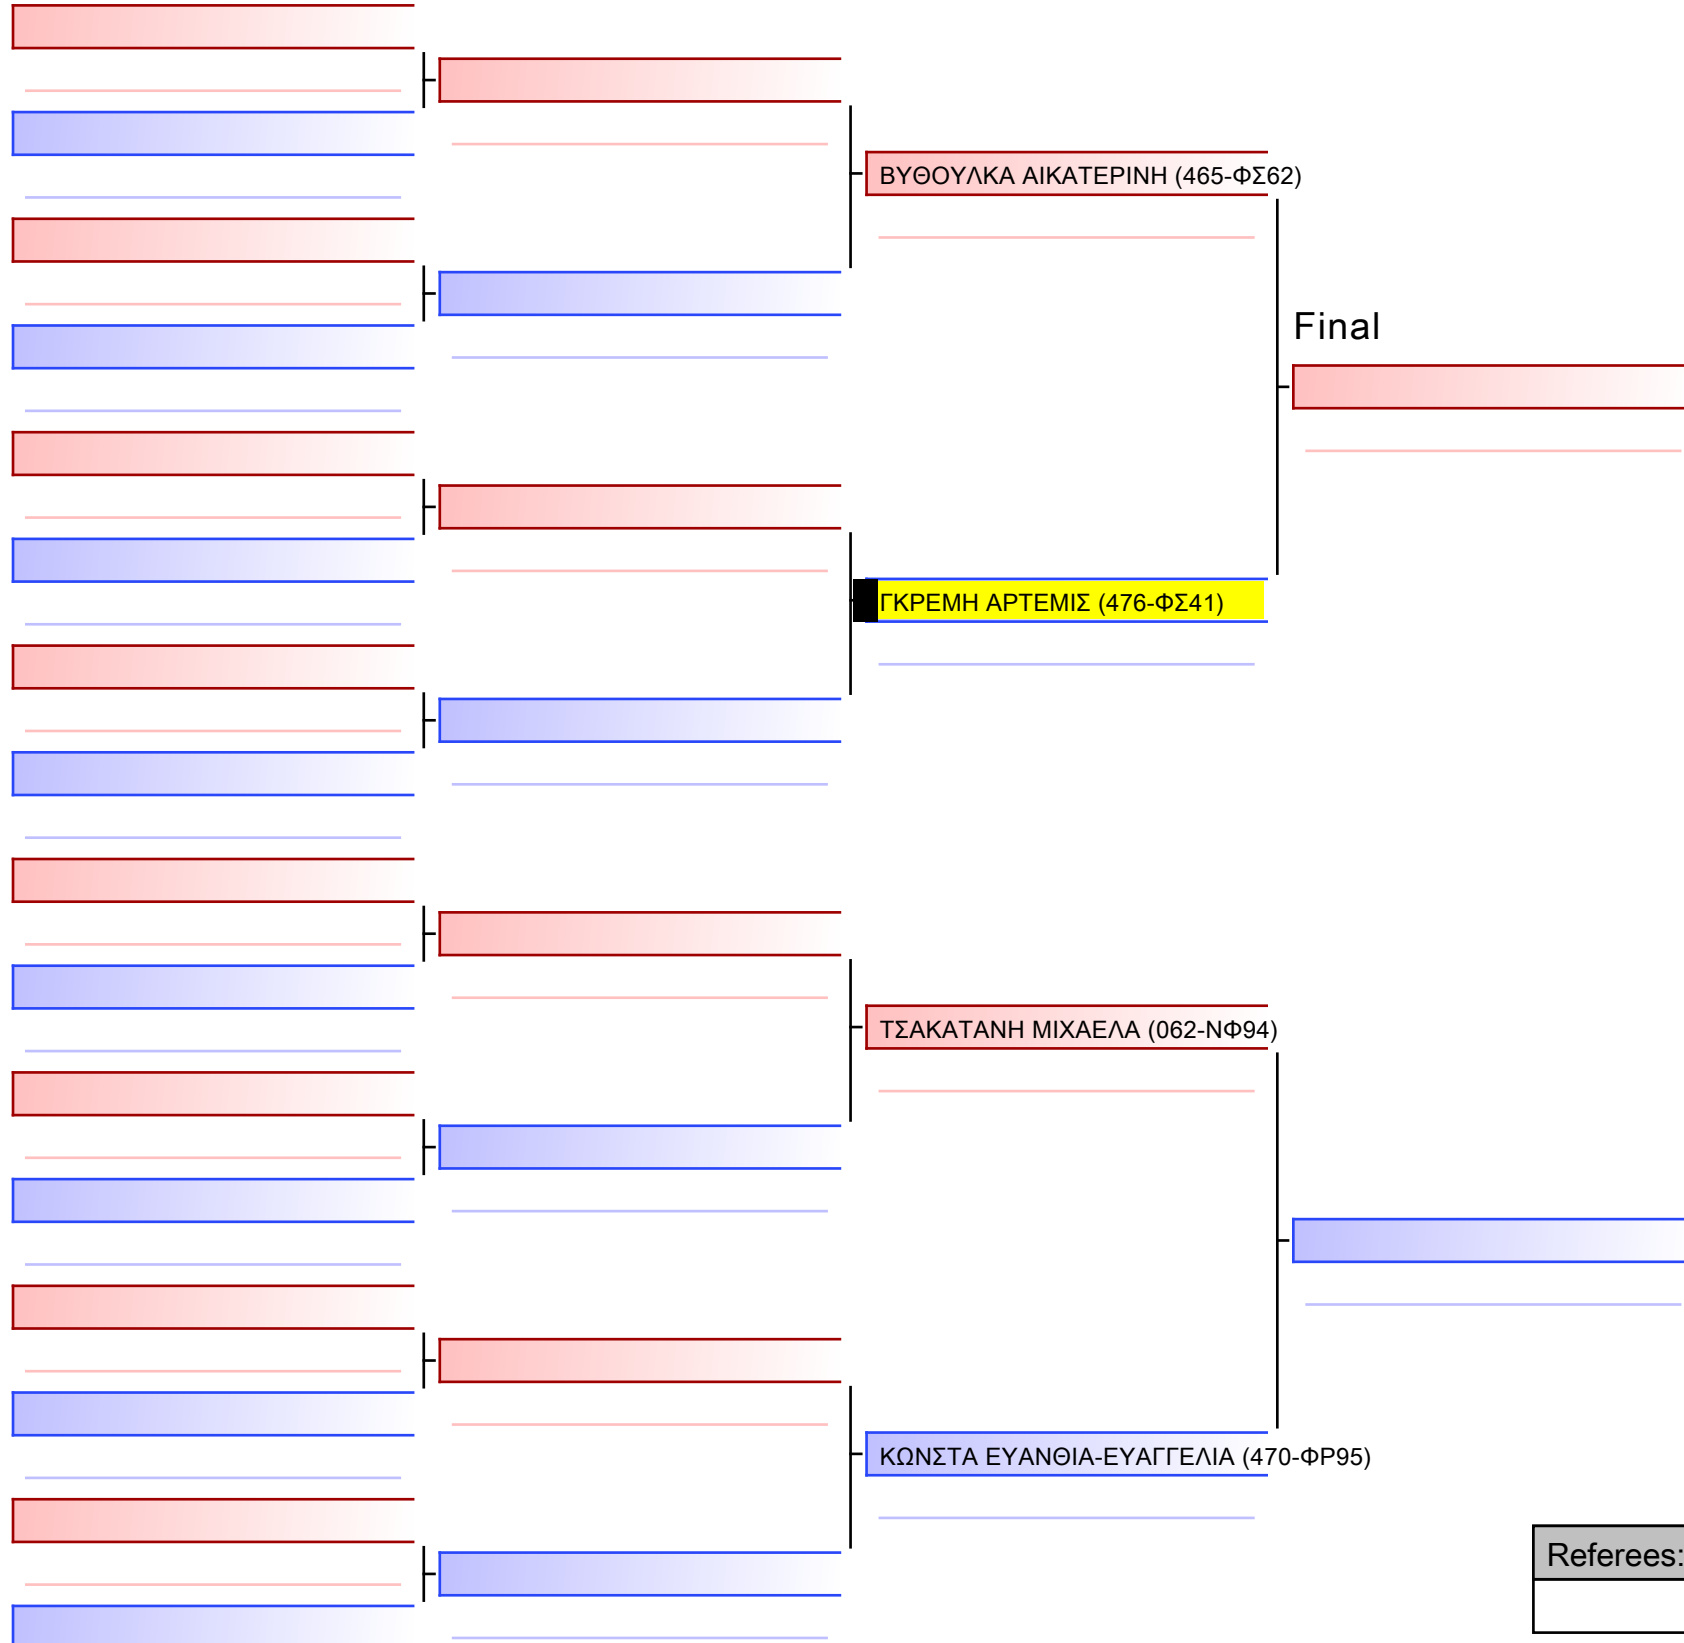 ΒΥΘΟΥΛΚΑ ΑΙΚΑΤΕΡΙΝΗ (465-ΦΣ62)
Final
ΓΚΡΕΜΗ ΑΡΤΕΜΙΣ (476-ΦΣ41)
ΤΣΑΚΑΤΑΝΗ ΜΙΧΑΕΛΑ (062-ΝΦ94)
ΚΩΝΣΤΑ ΕΥΑΝΘΙΑ-ΕΥΑΓΓΕΛΙΑ (470-ΦΡ95)
Referees: